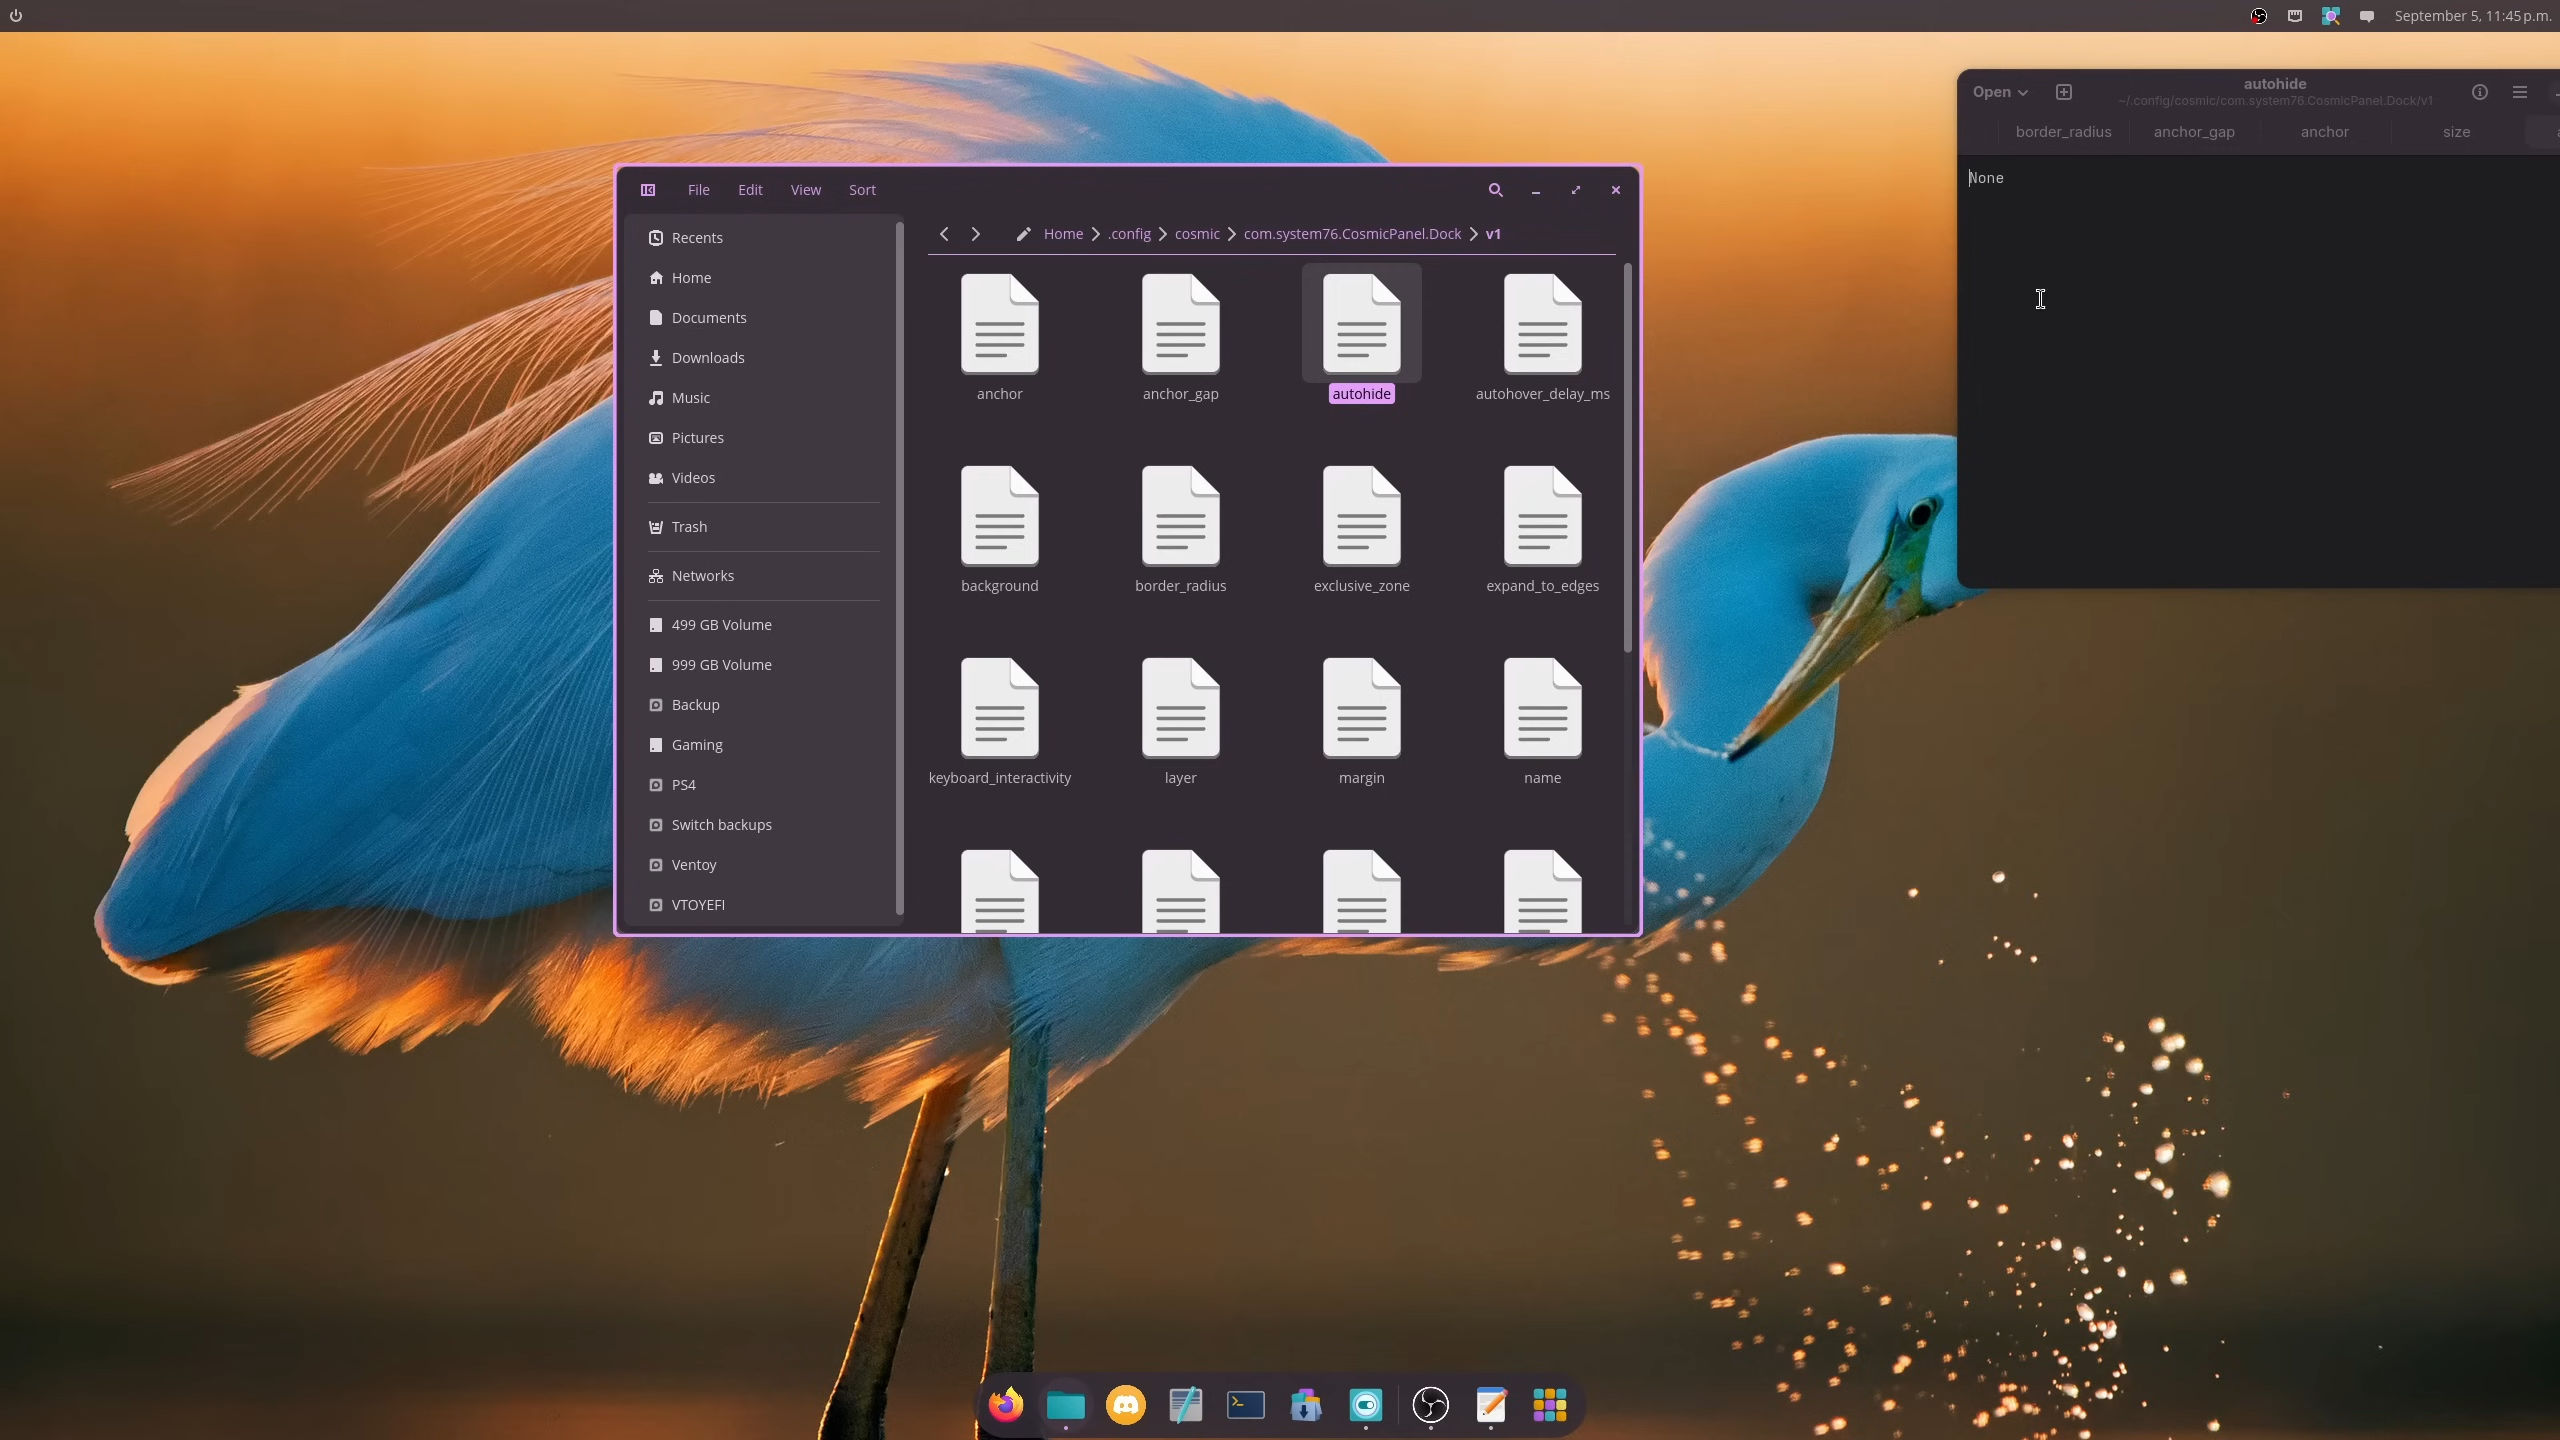 September 5, 11:45 p.m.
Open
autohide
~/.config/cosmic/com.system76.CosmicPanel.Dock/v1
border_radius anchor_gap anchor size
None
File Edit View Sort
Recents
Home
Documents
Downloads
Music
Pictures
Videos
Trash
Networks
499 GB Volume
999 GB Volume
Backup
Gaming
PS4
Switch backups
Ventoy
VTOYEFI
Home .config cosmic com.system76.CosmicPanel.Dock v1
anchor anchor_gap autohide autohover_delay_ms
background border_radius exclusive_zone expand_to_edges
keyboard_interactivity layer margin name